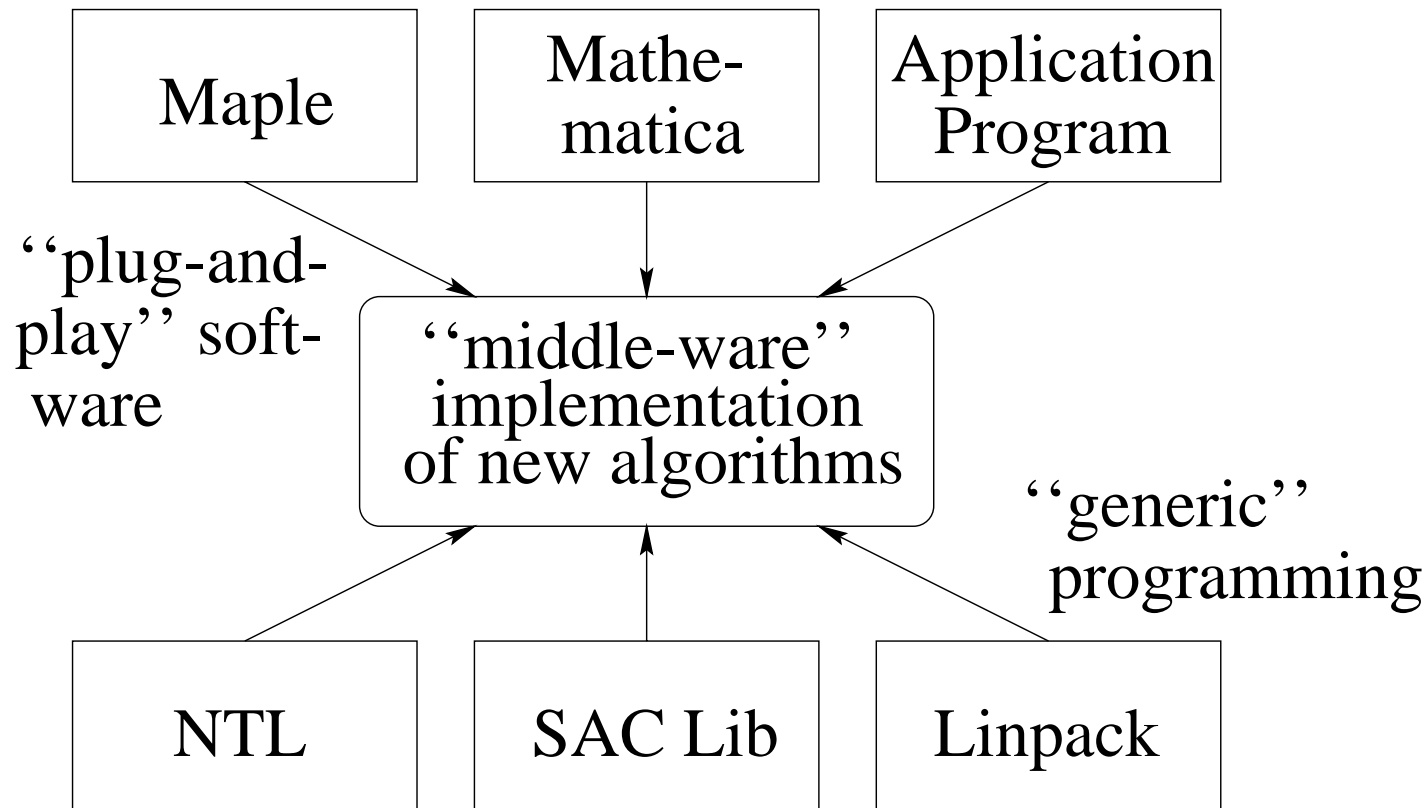 Maple
Mathe-
matica
Application
Program
‘‘plug-and-
play’’ soft-
ware
‘‘middle-ware’’
implementation
of new algorithms
‘‘generic’’
programming
NTL
SAC Lib
Linpack